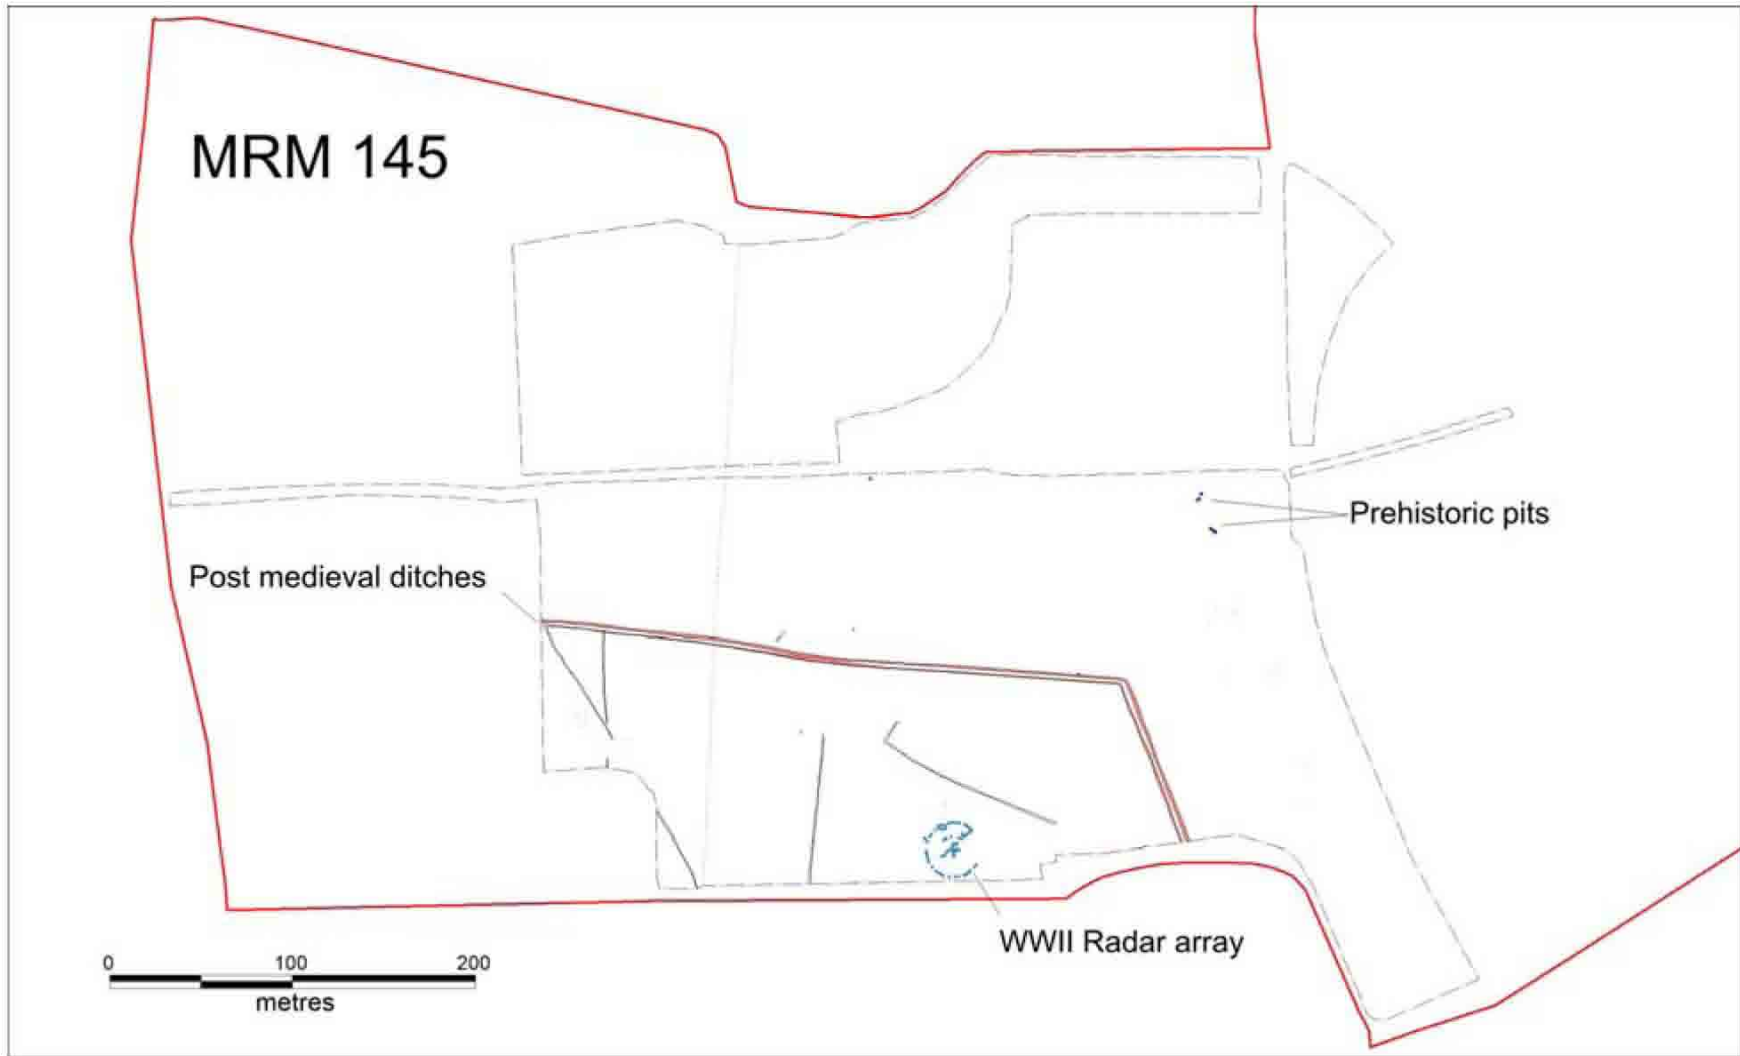 MRM 145
Prehistoric pits
Post medieval ditches
WWII Radar array
0 100 200
metres